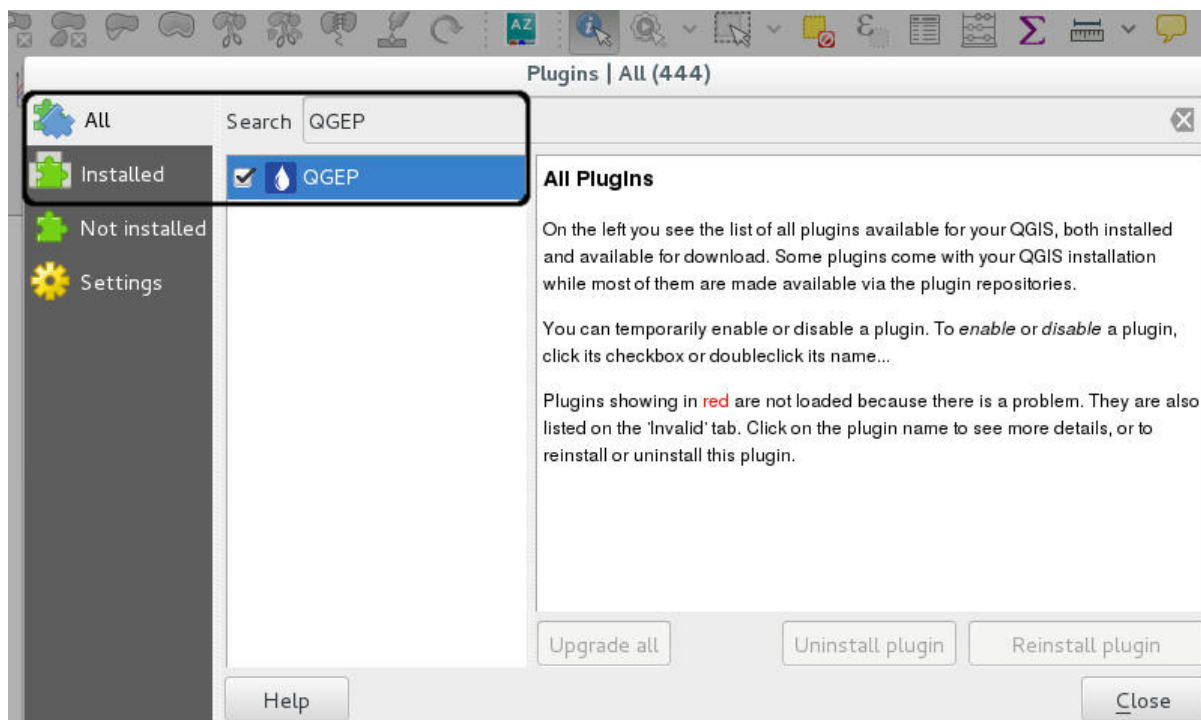 AZ
ε
Σ
Plugins | All (444)
All
Search QGEP
Installed
QGEP
Not installed
Settings
All Plugins
On the left you see the list of all plugins available for your QGIS, both installed
and available for download. Some plugins come with your QGIS installation
while most of them are made available via the plugin repositories.
You can temporarily enable or disable a plugin. To enable or disable a plugin,
click its checkbox or doubleclick its name...
Plugins showing in red are not loaded because there is a problem. They are also
listed on the 'Invalid' tab. Click on the plugin name to see more details, or to
reinstall or uninstall this plugin.
Upgrade all
Uninstall plugin
Reinstall plugin
Help
Close